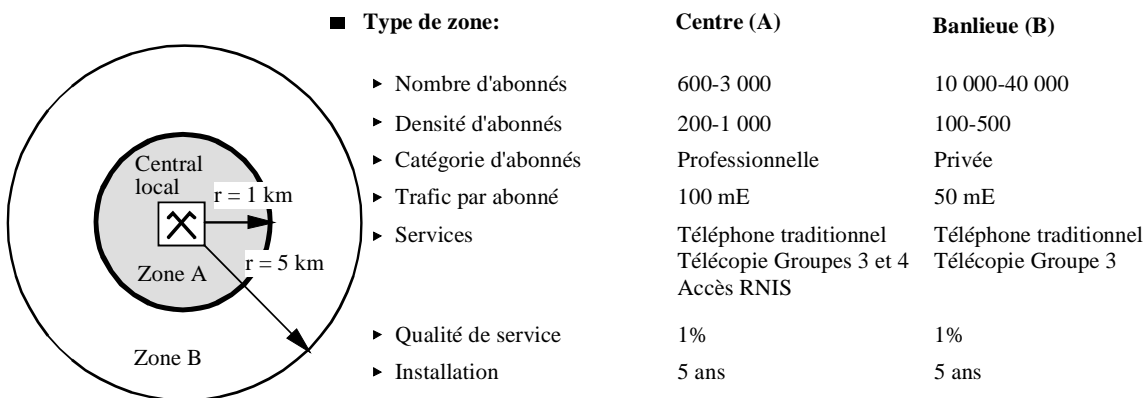 Type de zone: Centre (A) Banlieue (B)
Nombre d'abonnés 600-3 000 10 000-40 000
Densité d'abonnés 200-1 000 100-500
Catégorie d'abonnés Professionnelle Privée
Trafic par abonné 100 mE 50 mE
Services Téléphone traditionnel Téléphone traditionnel
Télécopie Groupes 3 et 4 Télécopie Groupe 3
Accès RNIS
Qualité de service 1% 1%
Installation 5 ans 5 ans
Central
local
r = 1 km
r = 5 km
Zone A
Zone B